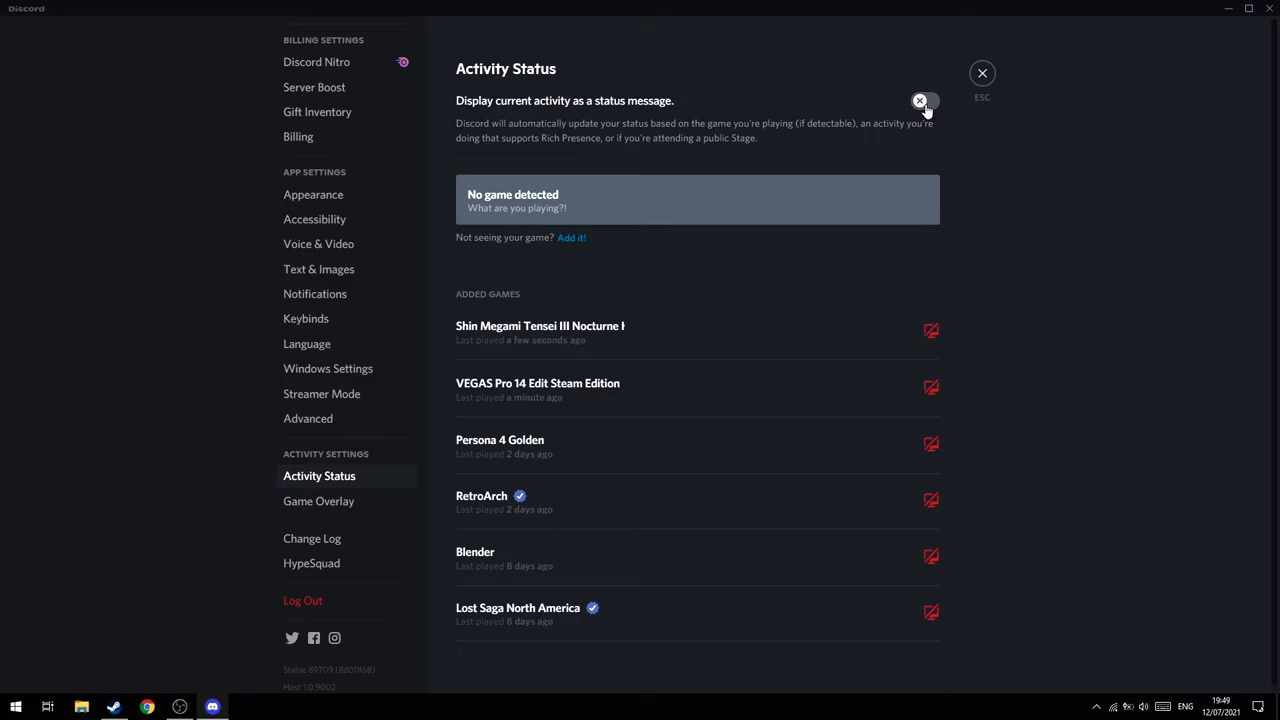 Discord
BILLING SETTINGS
Discord Nitro
Server Boost
Gift Inventory
Billing
APP SETTINGS
Appearance
Accessibility
Voice & Video
Text & Images
Notifications
Keybinds
Language
Windows Settings
Streamer Mode
Advanced
ACTIVITY SETTINGS
Activity Status
Game Overlay
Change Log
HypeSquad
Log Out
Stable 89709 (8d00f68)
Host 1.0.9002
Activity Status
Display current activity as a status message.
Discord will automatically update your status based on the game you're playing (if detectable), an activity you're
doing that supports Rich Presence, or if you're attending a public Stage.
ESC
No game detected
What are you playing?!
Not seeing your game? Add it!
ADDED GAMES
Shin Megami Tensei III Nocturne
Last played a few seconds ago
VEGAS Pro 14 Edit Steam Edition
Last played a minute ago
Persona 4 Golden
Last played 2 days ago
RetroArch
Last played 2 days ago
Blender
Last played 8 days ago
Lost Saga North America
Last played 8 days ago
ENG
19:49
12/07/2021